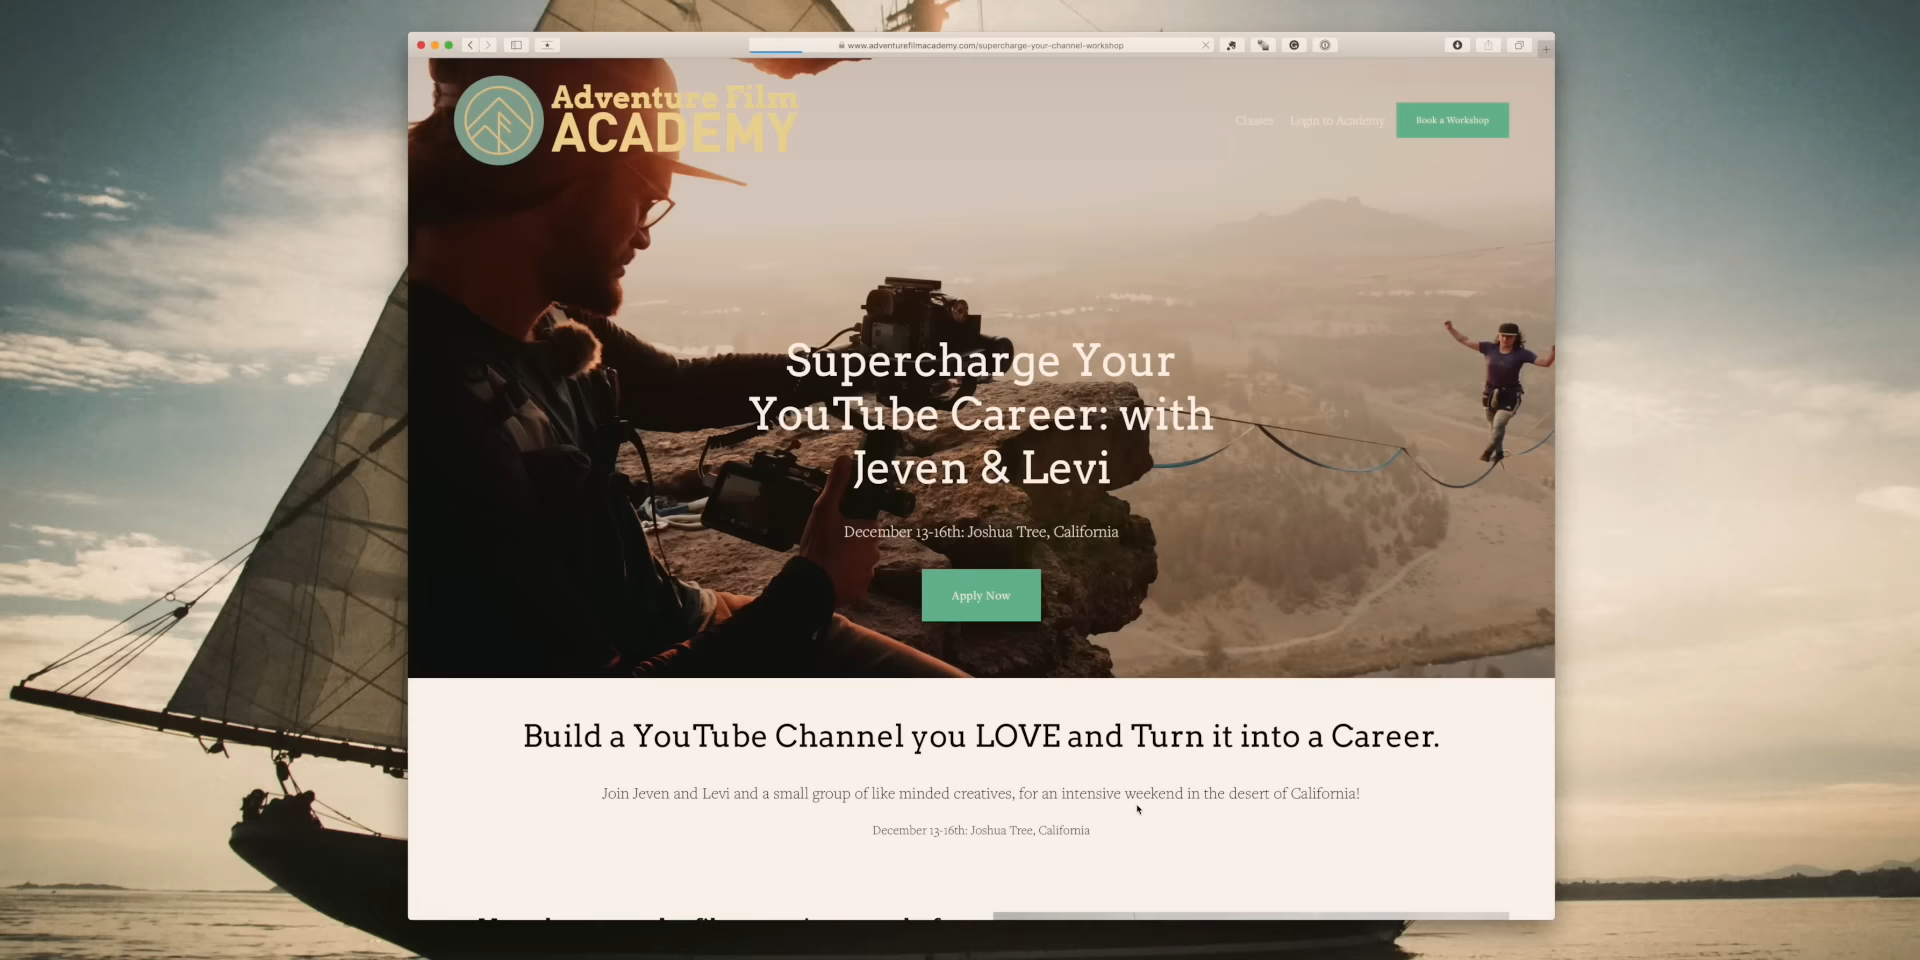 www.adventurefilmacademy.com/supercharge-your-channel-workshop
Adventure Film
ACADEMY
Classes
Login to Academy
Book a Workshop
Supercharge Your
YouTube Career: with
Jeven & Levi
December 13-16th: Joshua Tree, California
Apply Now
Build a YouTube Channel you LOVE and Turn it into a Career.
Join Jeven and Levi and a small group of like minded creatives, for an intensive weekend in the desert of California!
December 13-16th: Joshua Tree, California